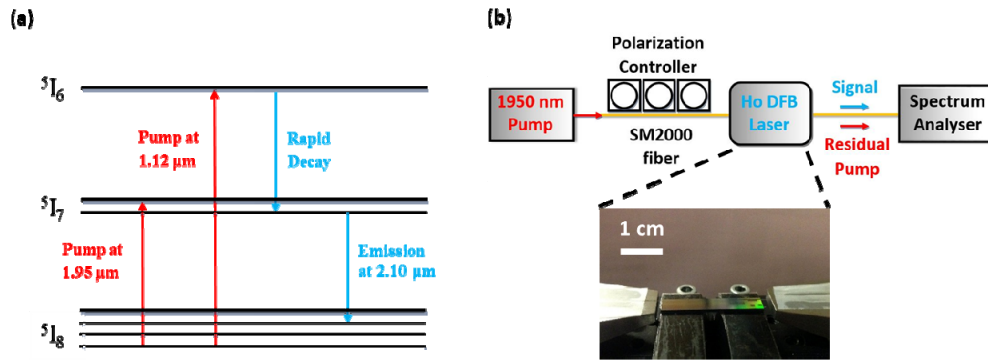 (a)
⁵I₆
Pump at
1.12 μm
Rapid
Decay
⁵I₇
Pump at
1.95 μm
Emission
at 2.10 μm
⁵I₈
(b)
Polarization
Controller
1950 nm
Pump
SM2000
fiber
Ho DFB
Laser
Signal
Residual
Pump
Spectrum
Analyser
1 cm